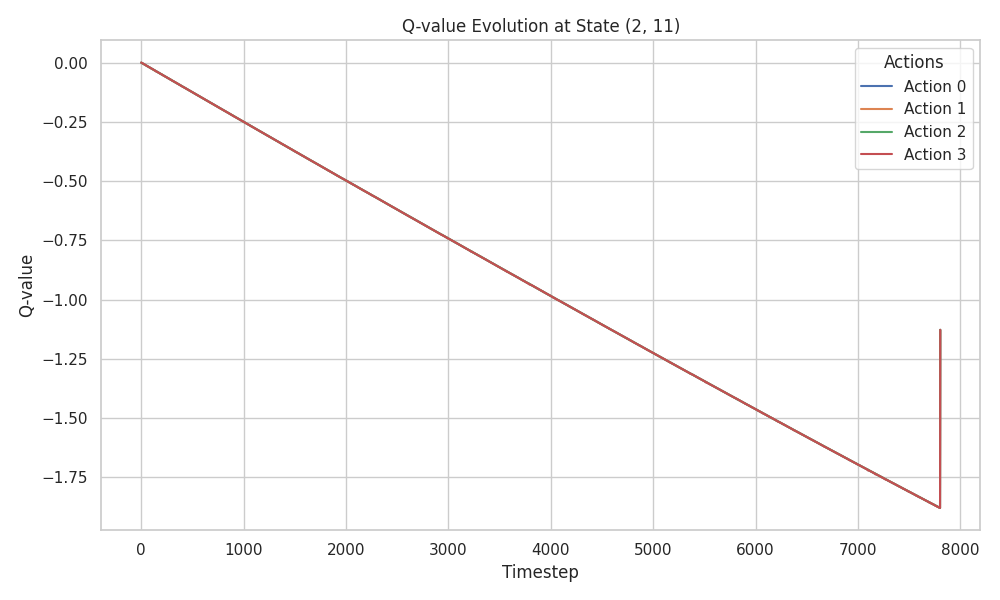 Q-value Evolution at State (2, 11)
Actions
Action 0
Action 1
Action 2
Action 3
Q-value
0.00
−0.25
−0.50
−0.75
−1.00
−1.25
−1.50
−1.75
0 1000 2000 3000 4000 5000 6000 7000 8000
Timestep